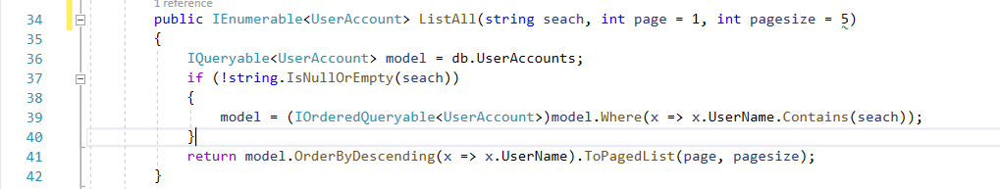 1 reference
34 public IEnumerable<UserAccount> ListAll(string seach, int page = 1, int pagesize = 5)
35 {
36 IQueryable<UserAccount> model = db.UserAccounts;
37 if (!string.IsNullOrEmpty(seach))
38 {
39 model = (IOrderedQueryable<UserAccount>)model.Where(x => x.UserName.Contains(seach));
40 }
41 return model.OrderByDescending(x => x.UserName).ToPagedList(page, pagesize);
42 }